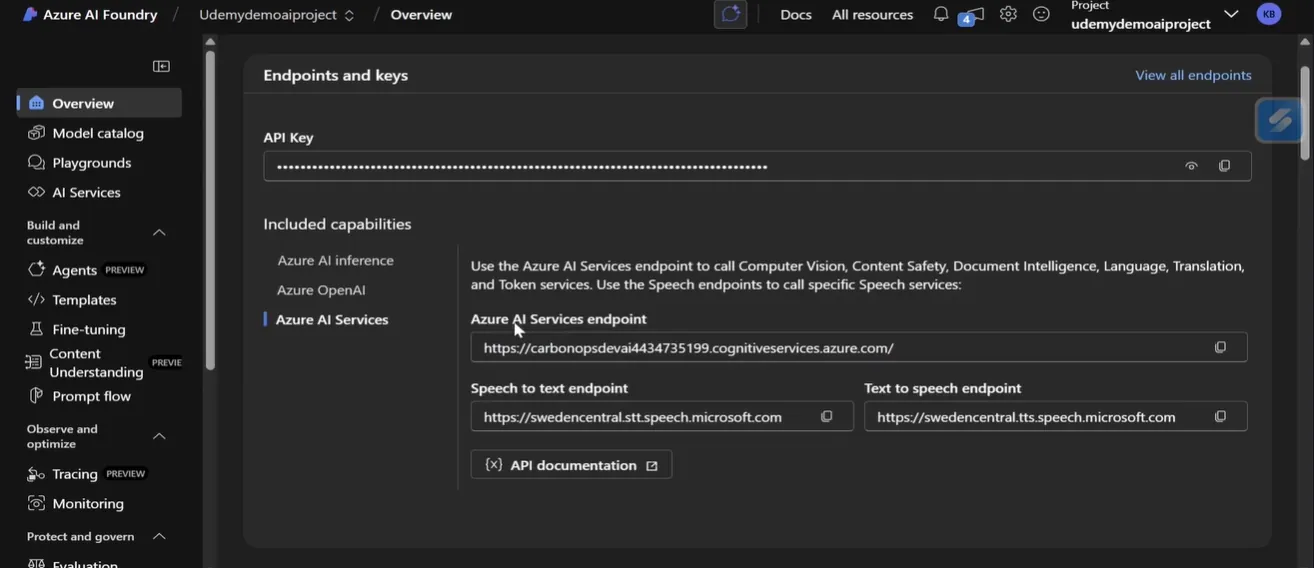 Azure AI Foundry / Udemydemoaiproject / Overview
Docs
All resources
4
Project
udemydemoaiproject
KB
Overview
Model catalog
Playgrounds
AI Services
Build and
customize
Agents PREVIEW
Templates
Fine-tuning
Content
Understanding PREVIE
Prompt flow
Observe and
optimize
Tracing PREVIEW
Monitoring
Protect and govern
Evaluation
Endpoints and keys
View all endpoints
API Key
Included capabilities
Azure AI inference
Azure OpenAI
Azure AI Services
Use the Azure AI Services endpoint to call Computer Vision, Content Safety, Document Intelligence, Language, Translation,
and Token services. Use the Speech endpoints to call specific Speech services:
Azure AI Services endpoint
https://carbonopsdevai4434735199.cognitiveservices.azure.com/
Speech to text endpoint
https://swedencentral.stt.speech.microsoft.com
Text to speech endpoint
https://swedencentral.tts.speech.microsoft.com
{x} API documentation